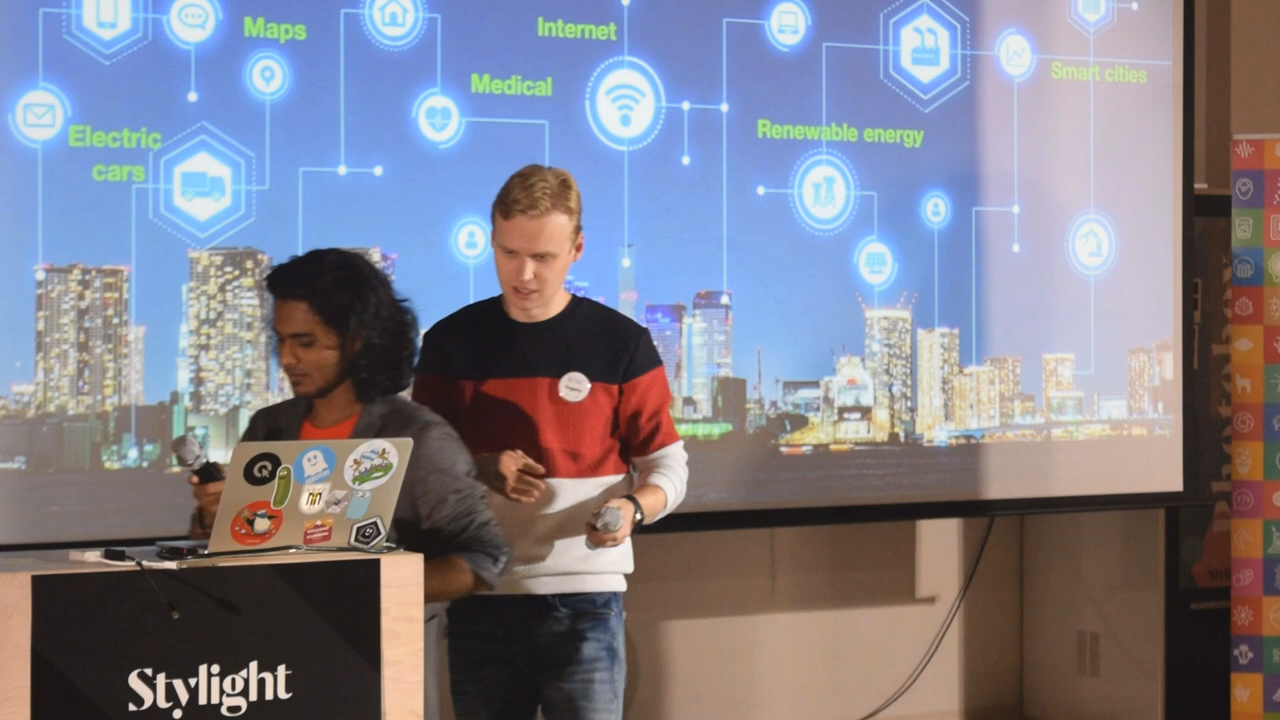 Maps
Internet
Medical
Smart cities
Electric
cars
Renewable energy
Stylight